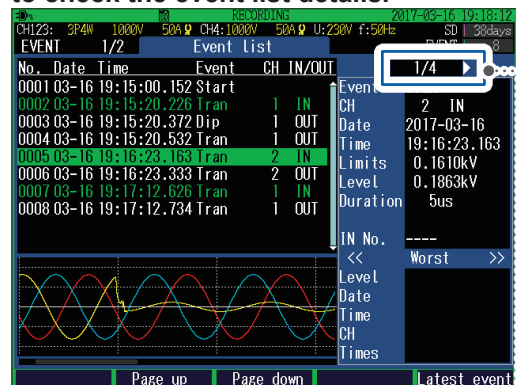 to check the event list details.
RECORDING 2017-03-16 19:18:12
CH123: 3P4W 1000V 50A CH4:1000V 50A U:230V f:50Hz SD 38days
EVENT 1/2 Event list EVENT 8
1/4
No. Date Time Event CH IN/OUT
0001 03-16 19:15:00.152 Start
0002 03-16 19:15:20.226 Tran 1 IN
0003 03-16 19:15:20.372 Dip 1 OUT
0004 03-16 19:15:20.532 Tran 1 OUT
0005 03-16 19:16:23.163 Tran 2 IN
0006 03-16 19:16:23.333 Tran 2 OUT
0007 03-16 19:17:12.626 Tran 1 IN
0008 03-16 19:17:12.734 Tran 1 OUT
Event
CH 2 IN
Date 2017-03-16
Time 19:16:23.163
Limits 0.1610kV
Level 0.1863kV
Duration 5us
IN No. ----
<< Worst >>
Level
Date
Time
CH
Times
Page up Page down Latest event